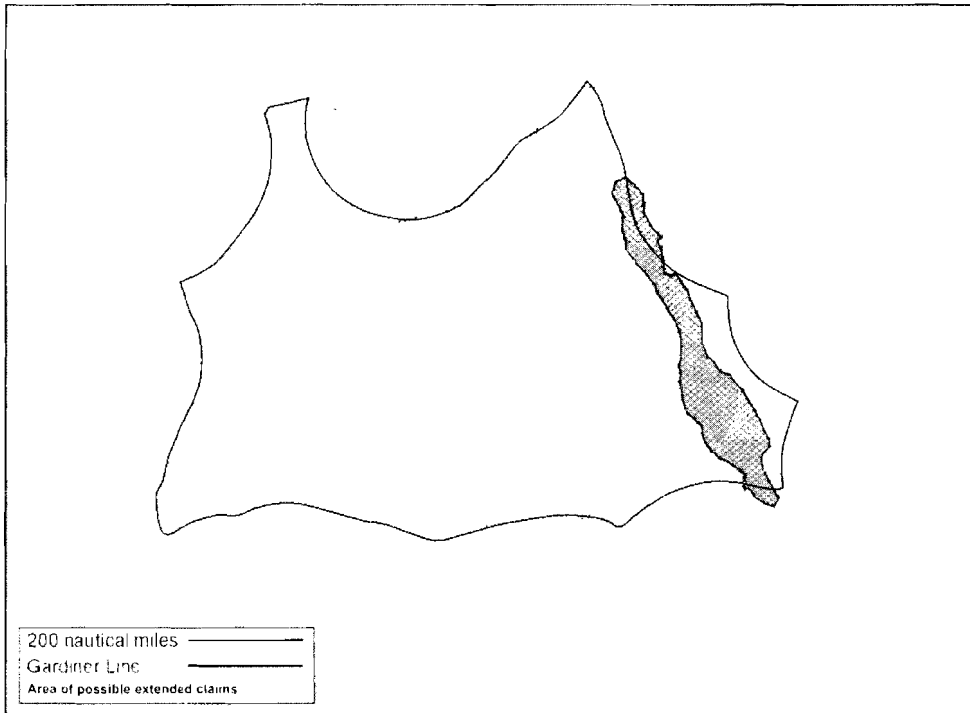 200 nautical miles
Gardiner Line
Area of possible extended claims